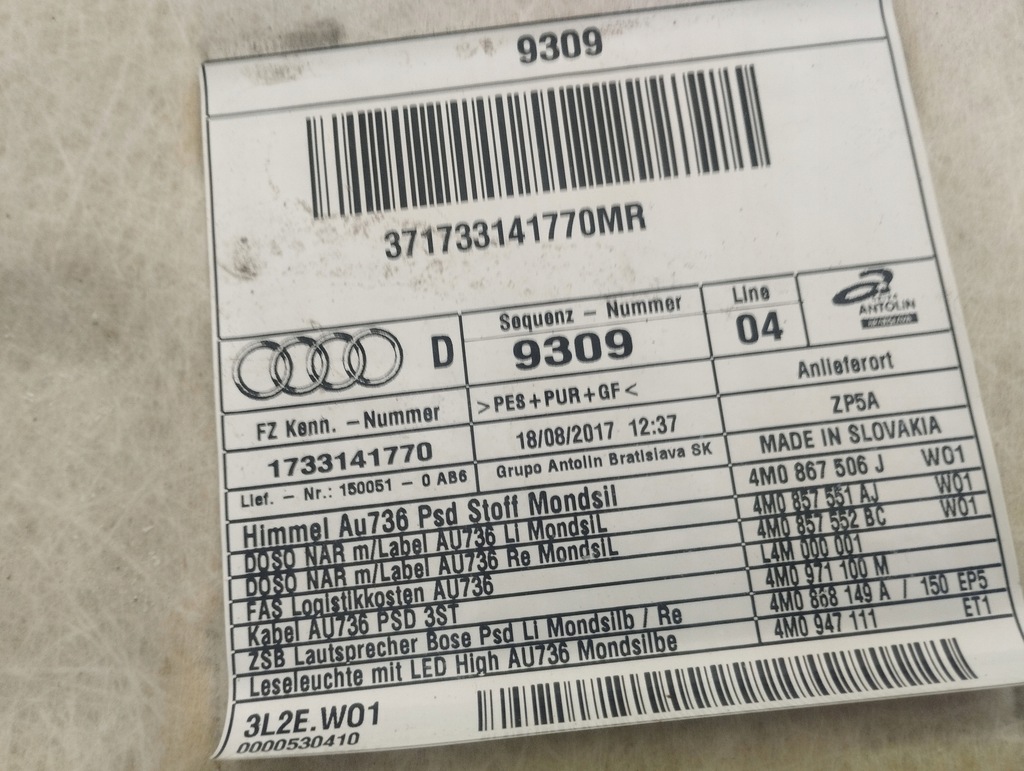 9309
371733141770MR
D
Sequenz - Nummer
9309
Line
04
ANTOLIN
FZ Kenn. - Nummer
>PES+PUR+GF<
Anlieferort
1733141770
18/08/2017 12:37
ZP5A
Lief. - Nr.: 150051 - 0 AB6
Grupo Antolin Bratislava SK
MADE IN SLOVAKIA
Himmel Au736 Psd Stoff Mondsil 4M0 867 506 J W01
DOSO NAR m/Label AU736 Li MondsiL 4M0 857 551 AJ W01
DOSO NAR m/Label AU736 Re MondsiL 4M0 857 552 BC W01
FAS Logistikkosten AU736 L4M 000 001
Kabel AU736 PSD 3ST 4M0 971 100 M
ZSB Lautsprecher Bose Psd Li Mondsilb / Re 4M0 868 149 A / 150 EP5
Leseleuchte mit LED High AU736 Mondsilbe 4M0 947 111 ET1
3L2E.W01
0000530410